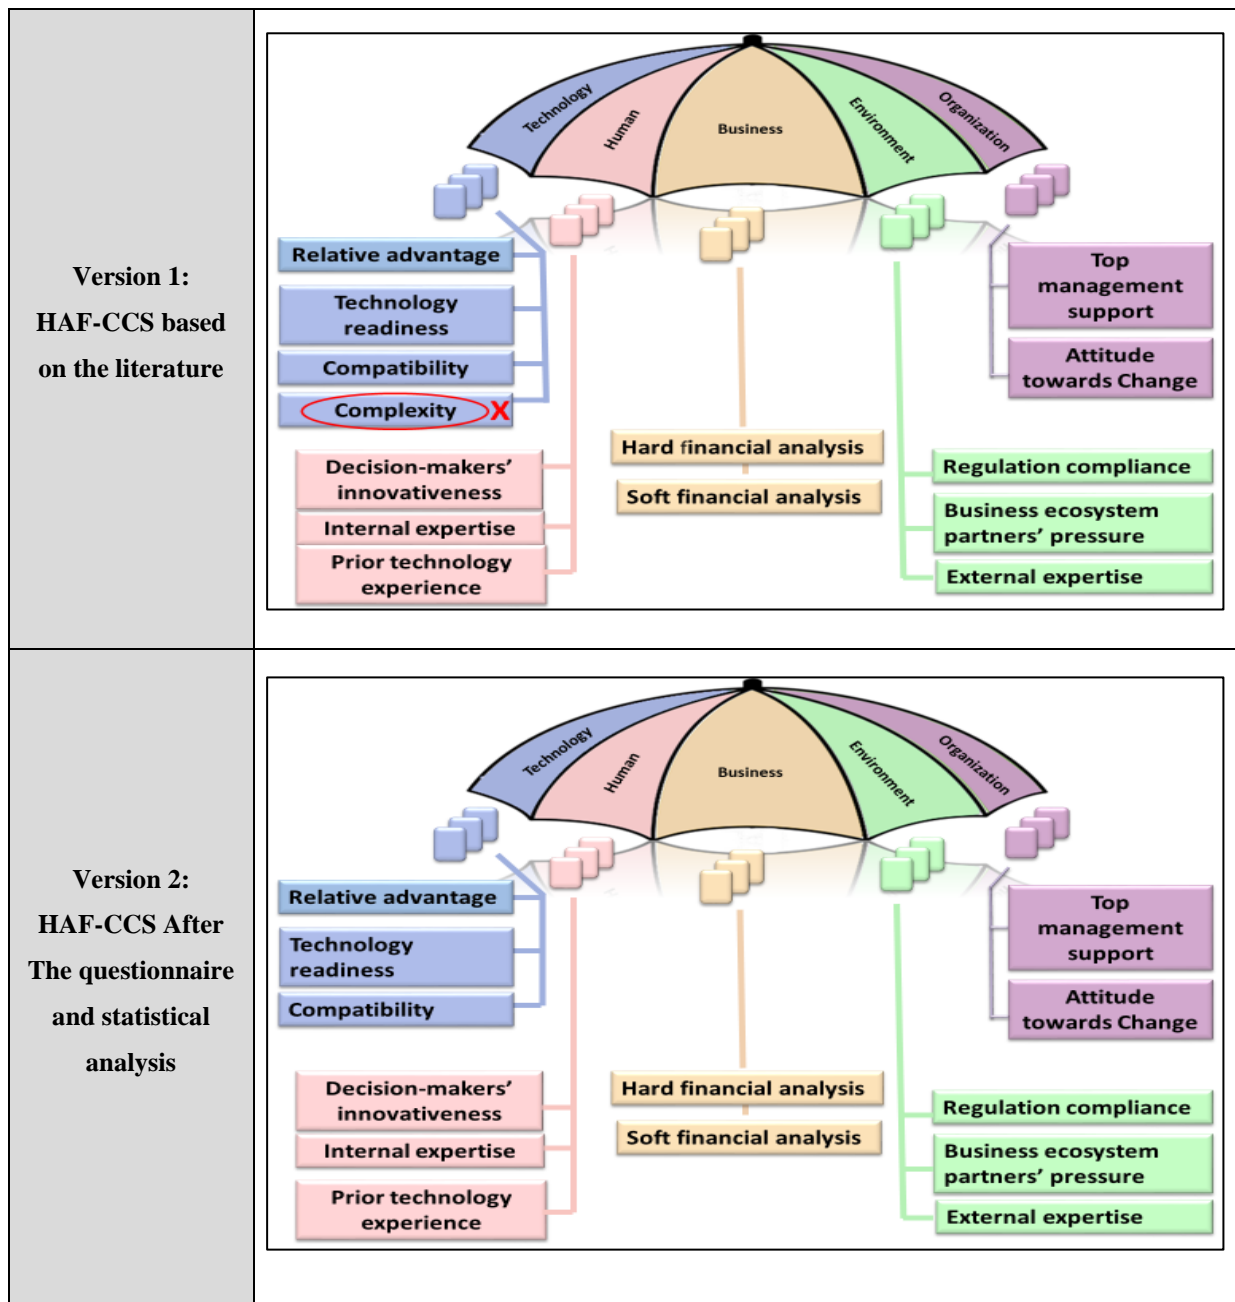 Version 1:
HAF-CCS based
on the literature
Technology
Human
Business
Environment
Organization
Relative advantage
Technology
readiness
Compatibility
Complexity X
Decision-makers'
innovativeness
Internal expertise
Prior technology
experience
Hard financial analysis
Soft financial analysis
Regulation compliance
Business ecosystem
partners' pressure
External expertise
Top
management
support
Attitude
towards Change
Version 2:
HAF-CCS After
The questionnaire
and statistical
analysis
Technology
Human
Business
Environment
Organization
Relative advantage
Technology
readiness
Compatibility
Decision-makers'
innovativeness
Internal expertise
Prior technology
experience
Hard financial analysis
Soft financial analysis
Regulation compliance
Business ecosystem
partners' pressure
External expertise
Top
management
support
Attitude
towards Change